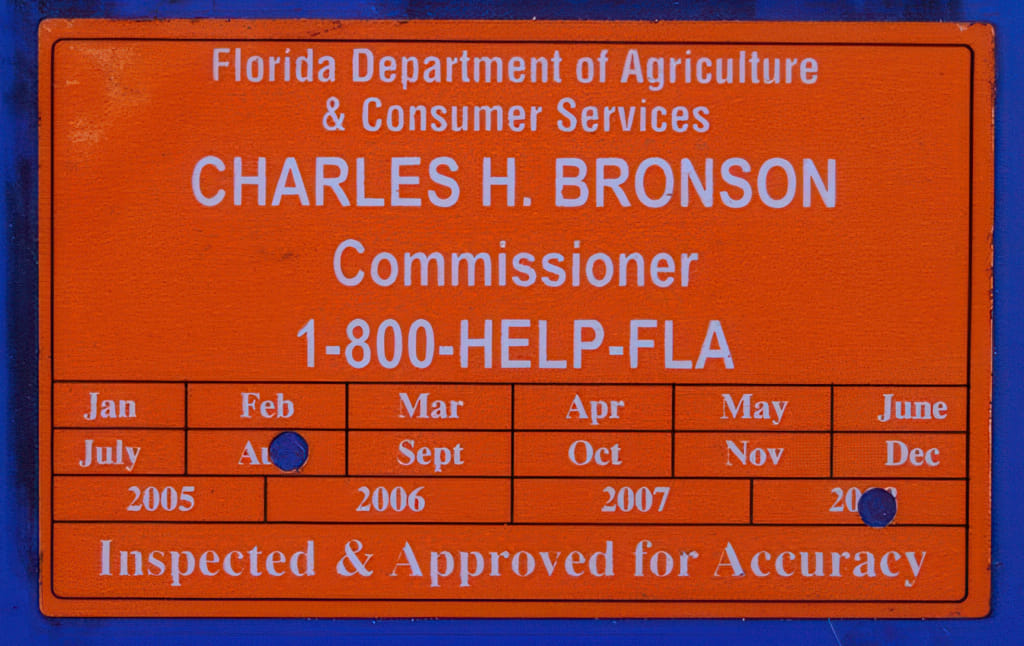 Florida Department of Agriculture
& Consumer Services
CHARLES H. BRONSON
Commissioner
1-800-HELP-FLA
Jan Feb Mar Apr May June
July Sept Oct Nov Dec
2005 2006 2007
Inspected & Approved for Accuracy